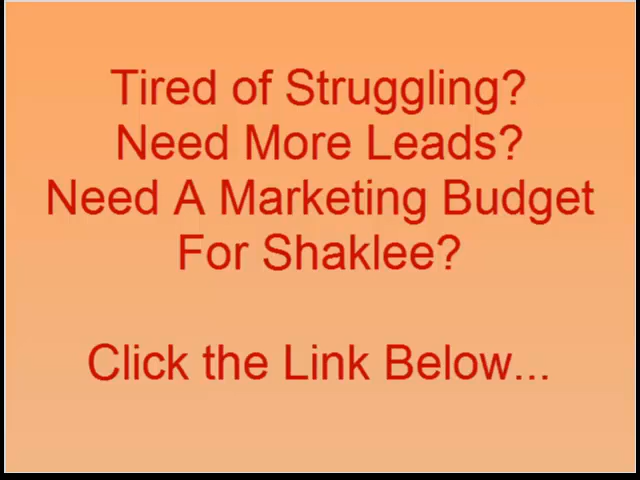 Tired of Struggling?
Need More Leads?
Need A Marketing Budget
For Shaklee?
Click the Link Below...